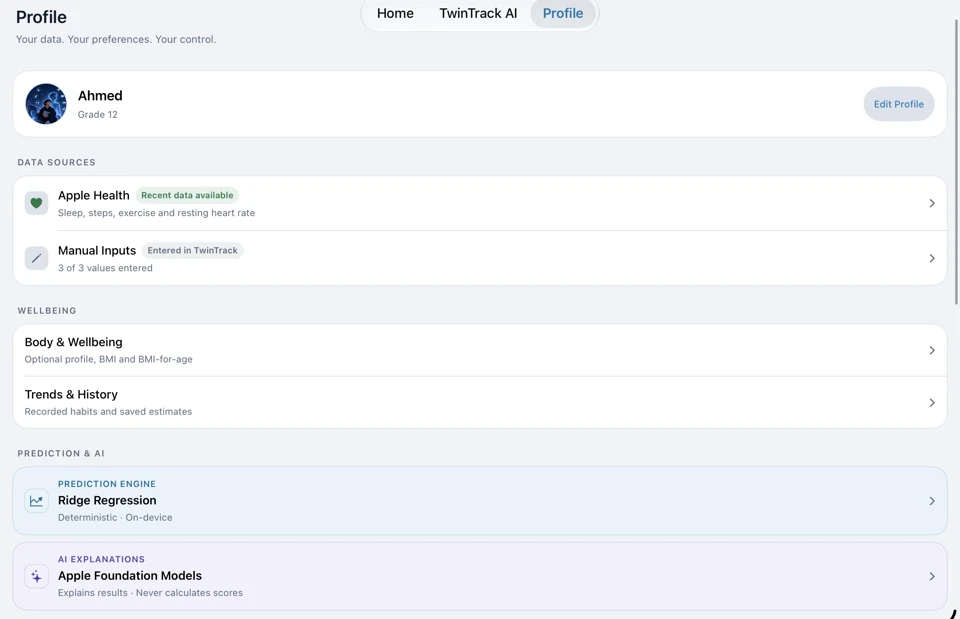 Home TwinTrack AI Profile
Profile
Your data. Your preferences. Your control.
Ahmed
Grade 12
Edit Profile
DATA SOURCES
Apple Health Recent data available
Sleep, steps, exercise and resting heart rate
Manual Inputs Entered in TwinTrack
3 of 3 values entered
WELLBEING
Body & Wellbeing
Optional profile, BMI and BMI-for-age
Trends & History
Recorded habits and saved estimates
PREDICTION & AI
PREDICTION ENGINE
Ridge Regression
Deterministic · On-device
AI EXPLANATIONS
Apple Foundation Models
Explains results · Never calculates scores